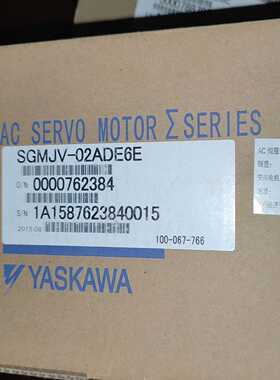 AC SERVO MOTOR Σ SERIES
SGMJV-02ADE6E
O/N 0000762384
S/N 1A1587623840015
100-067-766
YASKAWA